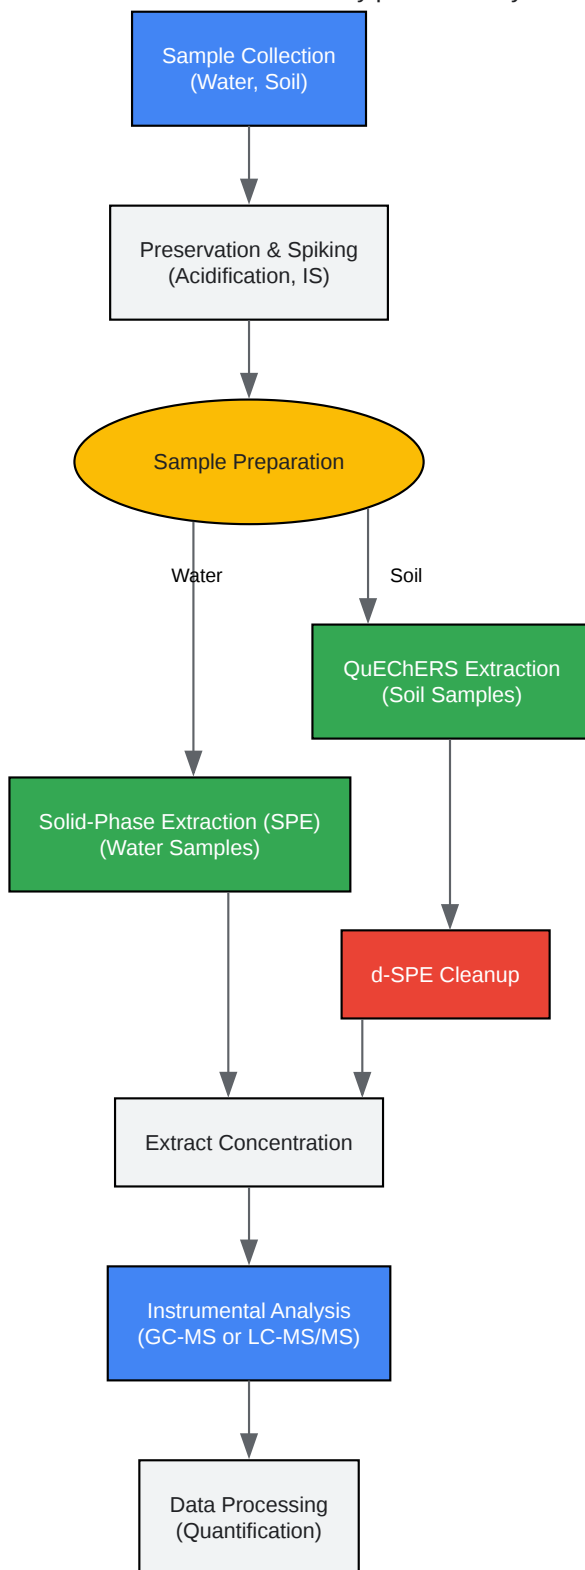 Sample Collection
(Water, Soil)
Preservation & Spiking
(Acidification, IS)
Sample Preparation
Water
Soil
QuEChERS Extraction
(Soil Samples)
Solid-Phase Extraction (SPE)
(Water Samples)
d-SPE Cleanup
Extract Concentration
Instrumental Analysis
(GC-MS or LC-MS/MS)
Data Processing
(Quantification)